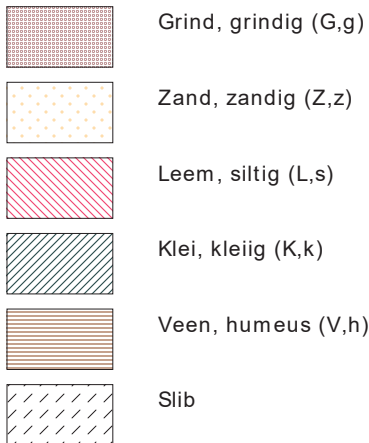 Grind, grindig (G,g)
Zand, zandig (Z,z)
Leem, siltig (L,s)
Klei, kleiig (K,k)
Veen, humeus (V,h)
Slib